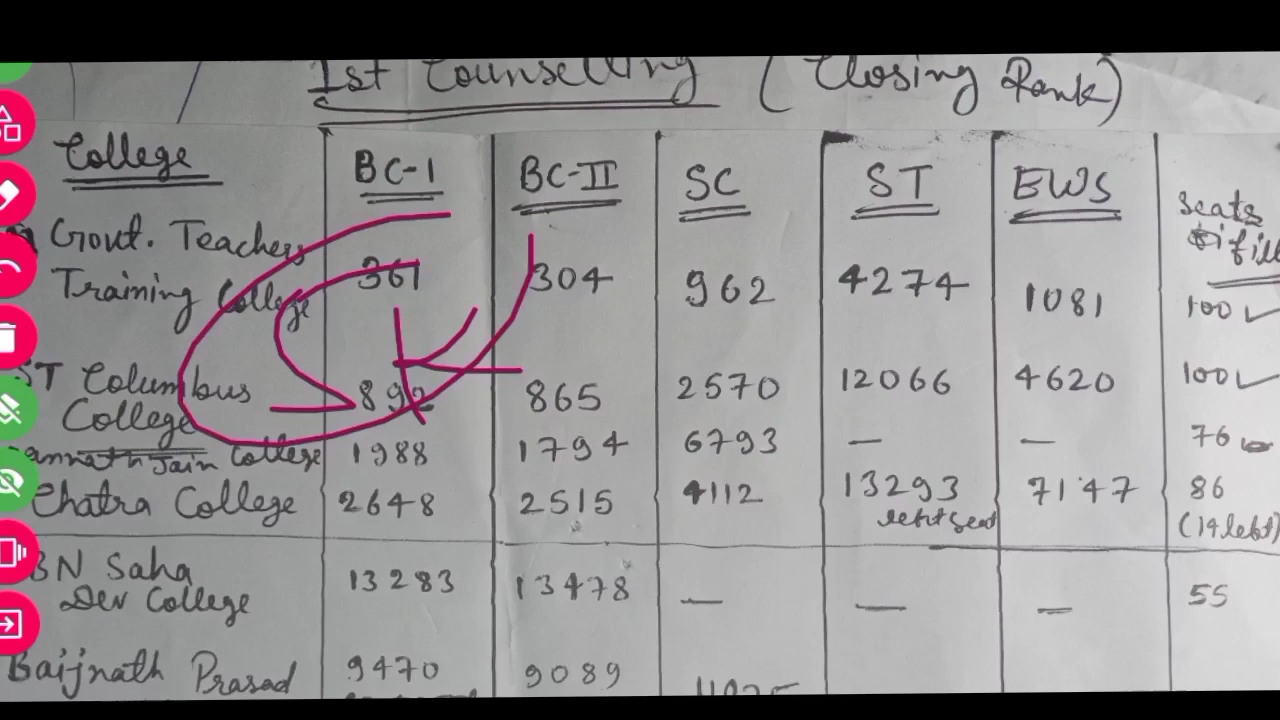 1st Counselling (Closing Rank)
College BC-I BC-II SC ST EWS seats fill
Govt. Teachers
Training College 361 304 962 4274 1081 100 ✓
ST Columbus 892 865 2570 12066 4620 100 ✓
College
Jain College 1988 1794 6793 — — 76
Chatra College 2648 2515 4112 13293 7147 86
left seat (14 left)
BN Saha 13283 13478 — — — 55
Dev College
Baijnath Prasad 9470 9089